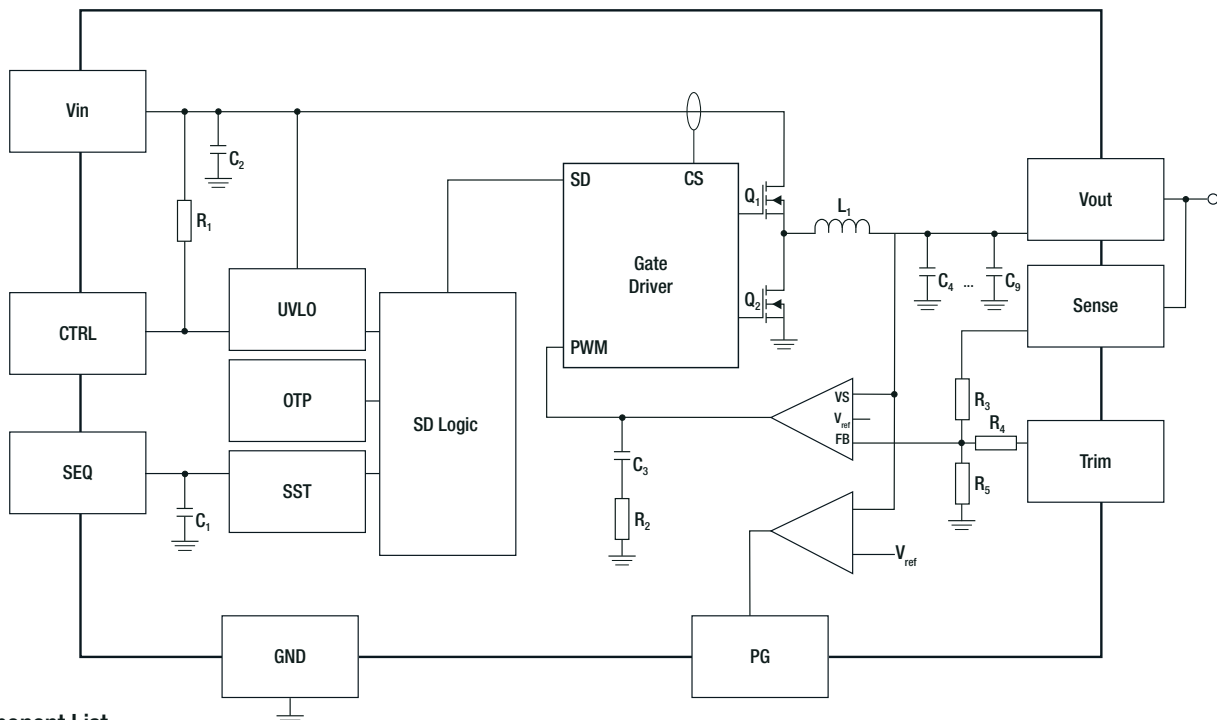 Vin
C2
R1
CTRL
UVLO
OTP
SEQ
SST
C1
SD Logic
SD
CS
Gate
Driver
PWM
Q1
Q2
L1
C4 ... C9
Vout
Sense
VS
Vref
FB
R3
R4
R5
Trim
C3
R2
Vref
GND
PG